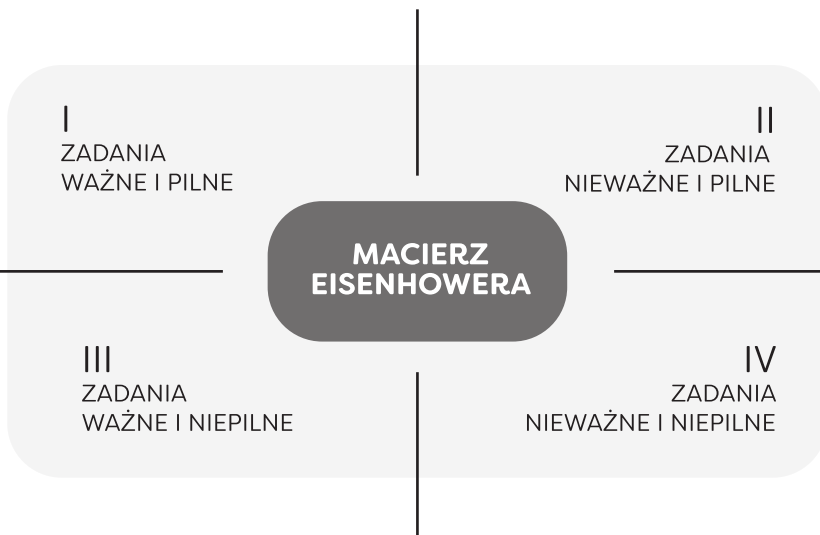 I
ZADANIA
WAŻNE I PILNE
II
ZADANIA
NIEWAŻNE I PILNE
MACIERZ
EISENHOWERA
III
ZADANIA
WAŻNE I NIEPILNE
IV
ZADANIA
NIEWAŻNE I NIEPILNE